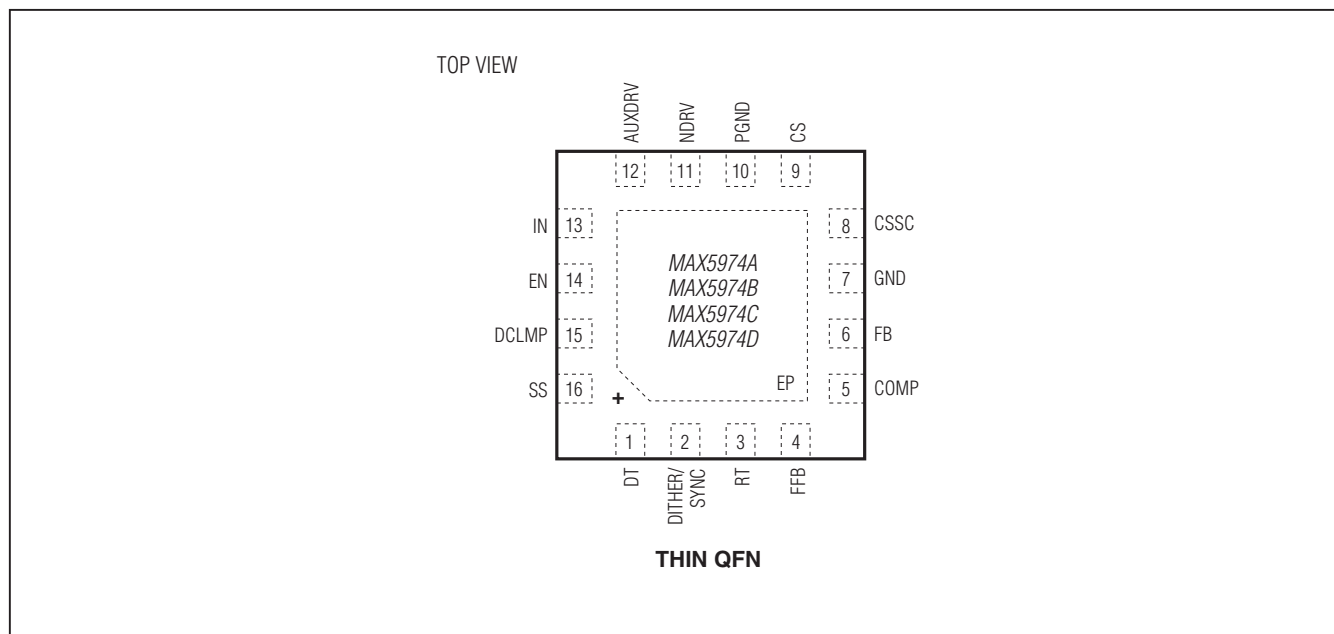 TOP VIEW
AUXDRV
NDRV
PGND
CS
12
11
10
9
IN
13
8
CSSC
EN
14
7
GND
DCLMP
15
6
FB
SS
16
5
COMP
MAX5974A
MAX5974B
MAX5974C
MAX5974D
EP
+
1
2
3
4
DT
DITHER/
SYNC
RT
FFB
THIN QFN